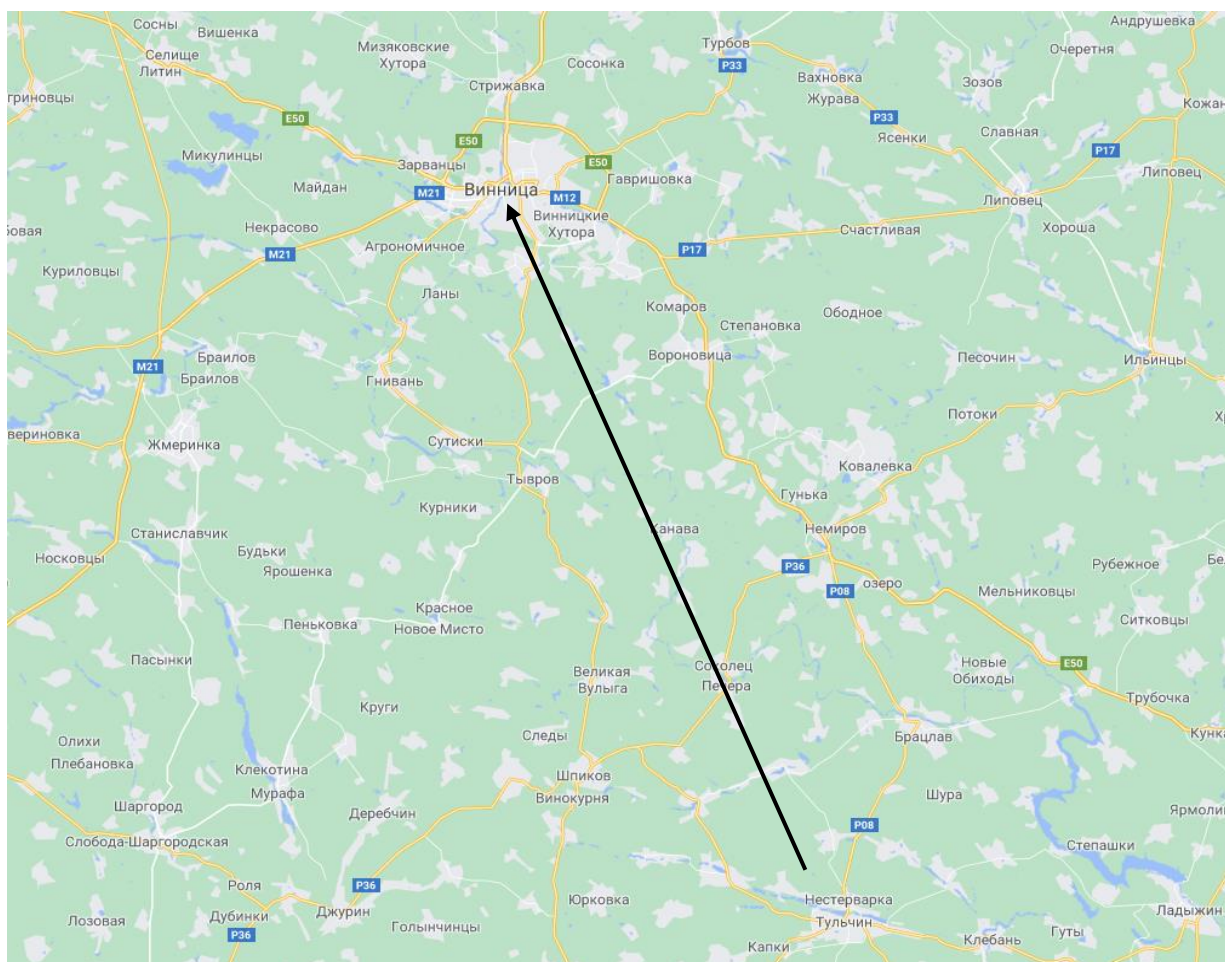 Сосны
Вишенка
Андрушевка
Селище
Литин
Мизяковские
Хутора
Сосонка
Турбов
P33
Очеретня
Вахновка
Журава
Зозов
Стрижавка
Кожан
гриновцы
E50
P33
Славная
Ясенки
E50
P17
Микулинцы
Зарванцы
E50
Гавришовка
Липовец
Майдан
M21
Винница
M12
Липовец
Винницкие
Хутора
бовая
Некрасово
Агрономичное
P17
Счастливая
Хороша
M21
Куриловцы
Ланы
Комаров
Ободное
Степановка
Браилов
Браилов
M21
Вороновица
Песочин
Ильинцы
Гнивань
Потоки
Хр
вериновка
Жмеринка
Сутиски
Ковалевка
Тывров
Гунька
Курники
Немиров
Станиславчик
Канава
Носковцы
Будьки
Ярошенка
P36
P08
озеро
Рубежное
Бе
Мельниковцы
Красное
Новое Мисто
Пеньковка
Ситковцы
Пасынки
Великая
Вулыга
Соколец
Печера
Новые
Обиходы
E50
Трубочка
Круги
Следы
Брацлав
Кунка
Олихи
Плебановка
Клекотина
Мурафа
Шпиков
Винокурня
Шура
Шаргород
Деребчин
Ярмоли
Слобода-Шаргородская
P08
Степашки
Роля
P36
Юрковка
Нестерварка
Лозовая
Дубинки
Джурин
Голынчинцы
Тульчин
Ладыжин
P36
Капки
Клебань
Гуты